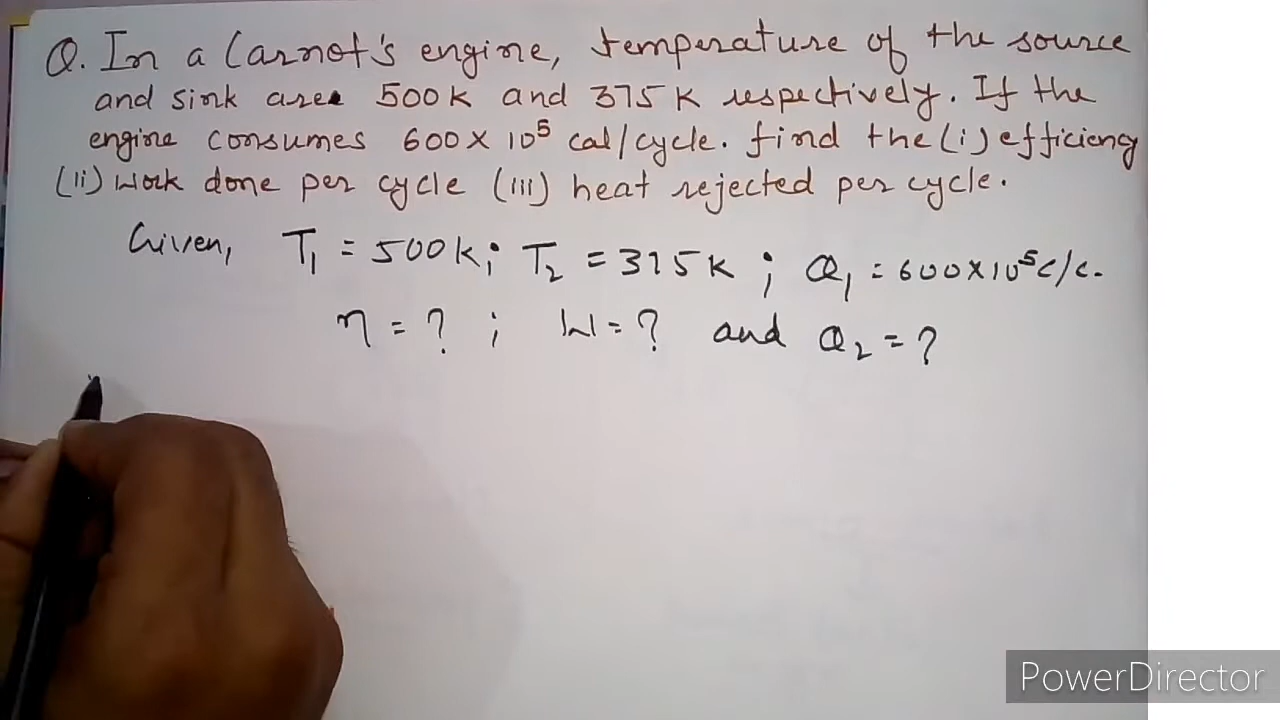 Q. In a Carnot's engine, temperature of the source
and sink are 500K and 375K respectively. If the
engine consumes 600 x 10⁵ cal/cycle. find the (i) efficiency
(ii) work done per cycle (iii) heat rejected per cycle.
Given, T₁ = 500K; T₂ = 375K ; Q₁ = 600x10⁵ C/c.
η = ? ; W = ? and Q₂ = ?
PowerDirector